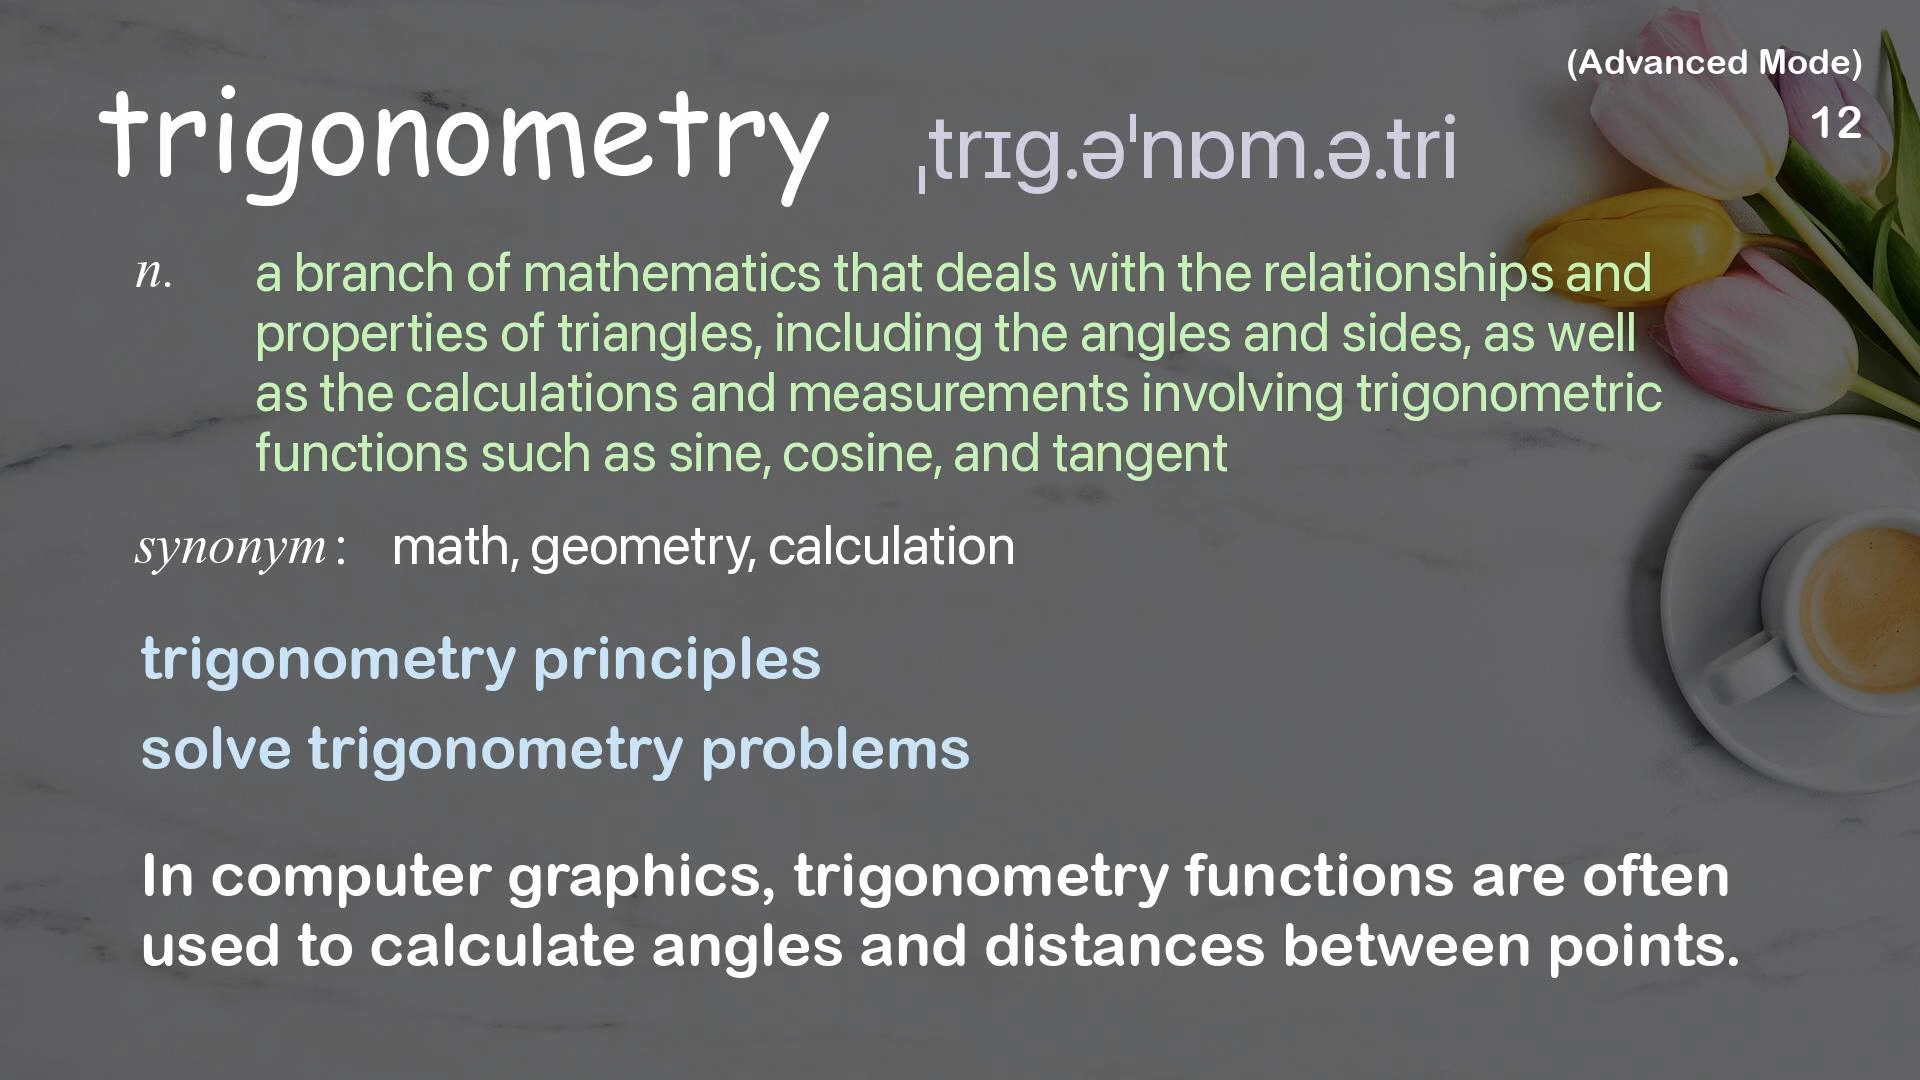 (Advanced Mode)
trigonometry ˌtrɪg.əˈnɒm.ə.tri
12
n. a branch of mathematics that deals with the relationships and
properties of triangles, including the angles and sides, as well
as the calculations and measurements involving trigonometric
functions such as sine, cosine, and tangent
synonym: math, geometry, calculation
trigonometry principles
solve trigonometry problems
In computer graphics, trigonometry functions are often
used to calculate angles and distances between points.